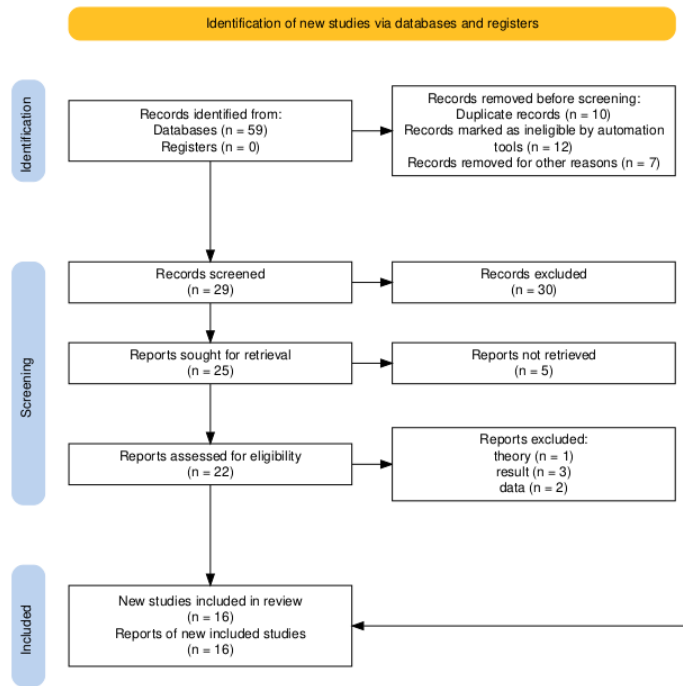 Identification of new studies via databases and registers
Identification
Records identified from:
Databases (n = 59)
Registers (n = 0)
Records removed before screening:
Duplicate records (n = 10)
Records marked as ineligible by automation
tools (n = 12)
Records removed for other reasons (n = 7)
Screening
Records screened
(n = 29)
Records excluded
(n = 30)
Reports sought for retrieval
(n = 25)
Reports not retrieved
(n = 5)
Reports assessed for eligibility
(n = 22)
Reports excluded:
theory (n = 1)
result (n = 3)
data (n = 2)
Included
New studies included in review
(n = 16)
Reports of new included studies
(n = 16)